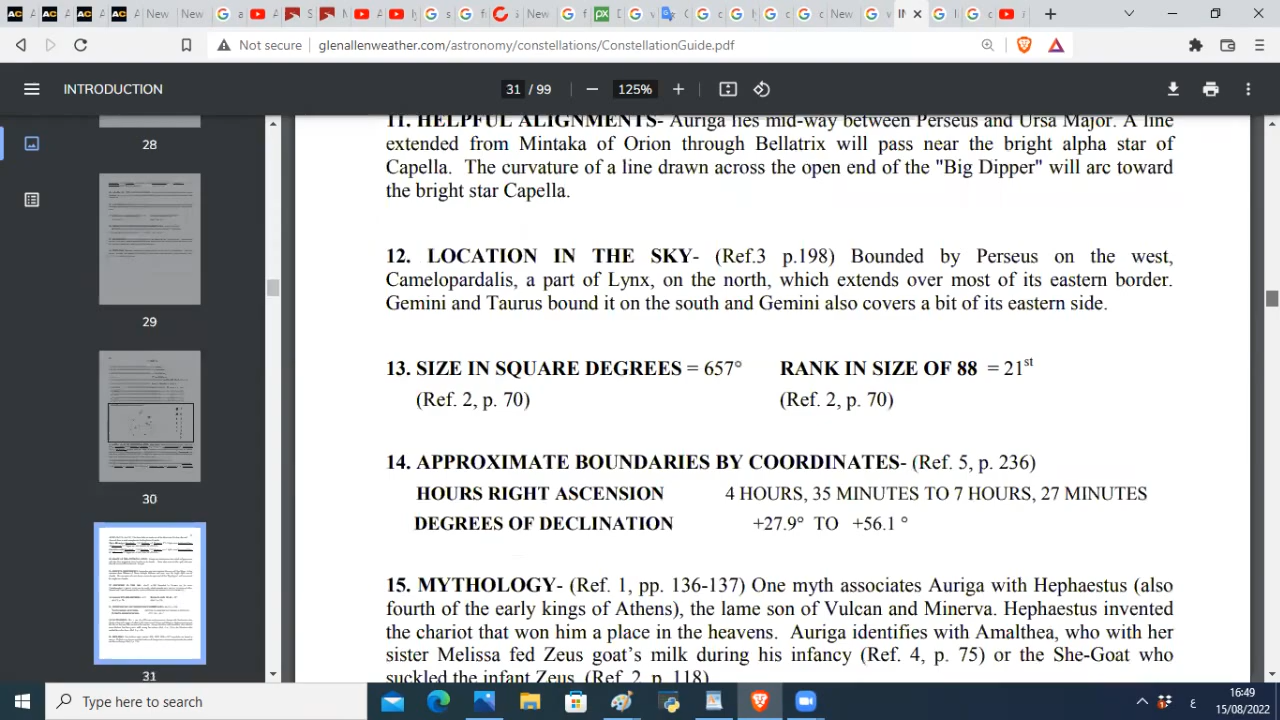 Not secure
glenallenweather.com/astronomy/constellations/ConstellationGuide.pdf
INTRODUCTION
31 / 99
125%
28
29
30
31
11. HELPFUL ALIGNMENTS- Auriga lies mid-way between Perseus and Ursa Major. A line
extended from Mintaka of Orion through Bellatrix will pass near the bright alpha star of
Capella. The curvature of a line drawn across the open end of the "Big Dipper" will arc toward
the bright star Capella.
12. LOCATION IN THE SKY- (Ref.3 p.198) Bounded by Perseus on the west,
Camelopardalis, a part of Lynx, on the north, which extends over most of its eastern border.
Gemini and Taurus bound it on the south and Gemini also covers a bit of its eastern side.
13. SIZE IN SQUARE DEGREES = 657° RANK IN SIZE OF 88 = 21st
(Ref. 2, p. 70) (Ref. 2, p. 70)
14. APPROXIMATE BOUNDARIES BY COORDINATES- (Ref. 5, p. 236)
HOURS RIGHT ASCENSION 4 HOURS, 35 MINUTES TO 7 HOURS, 27 MINUTES
DEGREES OF DECLINATION +27.9° TO +56.1 °
15. MYTHOLOGY- (Ref. 1, pp. 136-137) One myth associates Auriga with Hephaestus (also
fourth of the early kings of Athens), the lame son of Vulcan and Minerva. Hephaestus invented
the chariot that won him a place in the heavens. Auriga identifies with Amalthea, who with her
sister Melissa fed Zeus goat's milk during his infancy (Ref. 4, p. 75) or the She-Goat who
suckled the infant Zeus. (Ref. 2, p. 118)
Type here to search
ع
16:49
15/08/2022